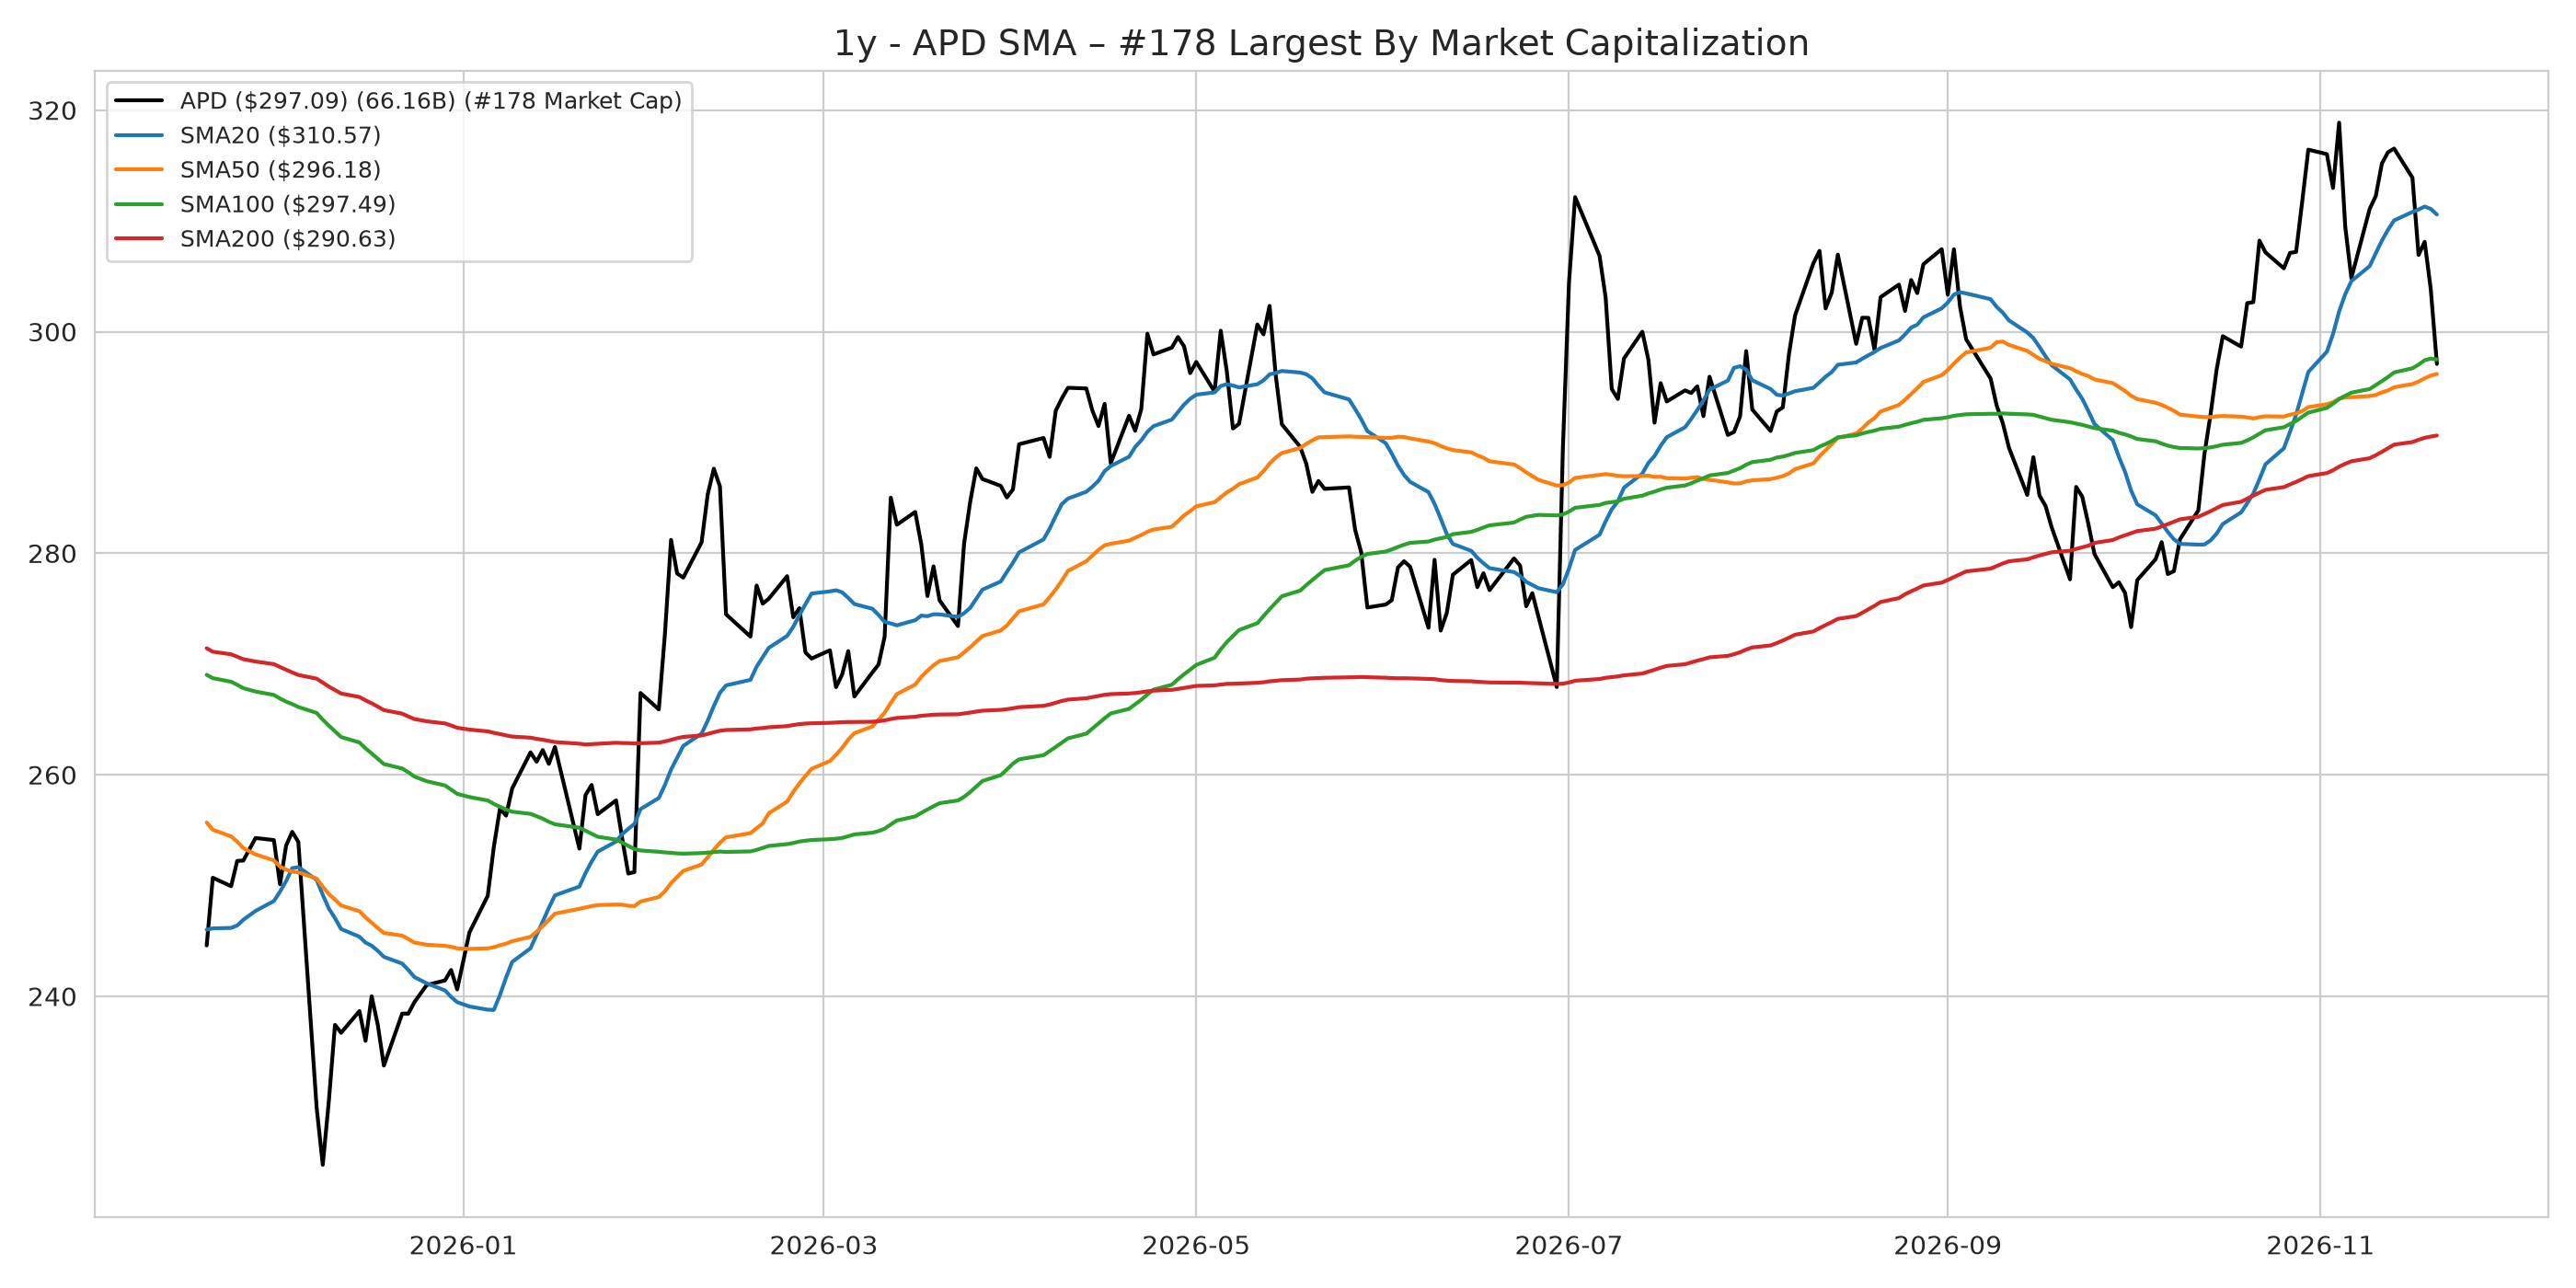 1y - APD SMA – #178 Largest By Market Capitalization
APD ($297.09) (66.16B) (#178 Market Cap)
SMA20 ($310.57)
SMA50 ($296.18)
SMA100 ($297.49)
SMA200 ($290.63)
320
300
280
260
240
2026-01
2026-03
2026-05
2026-07
2026-09
2026-11